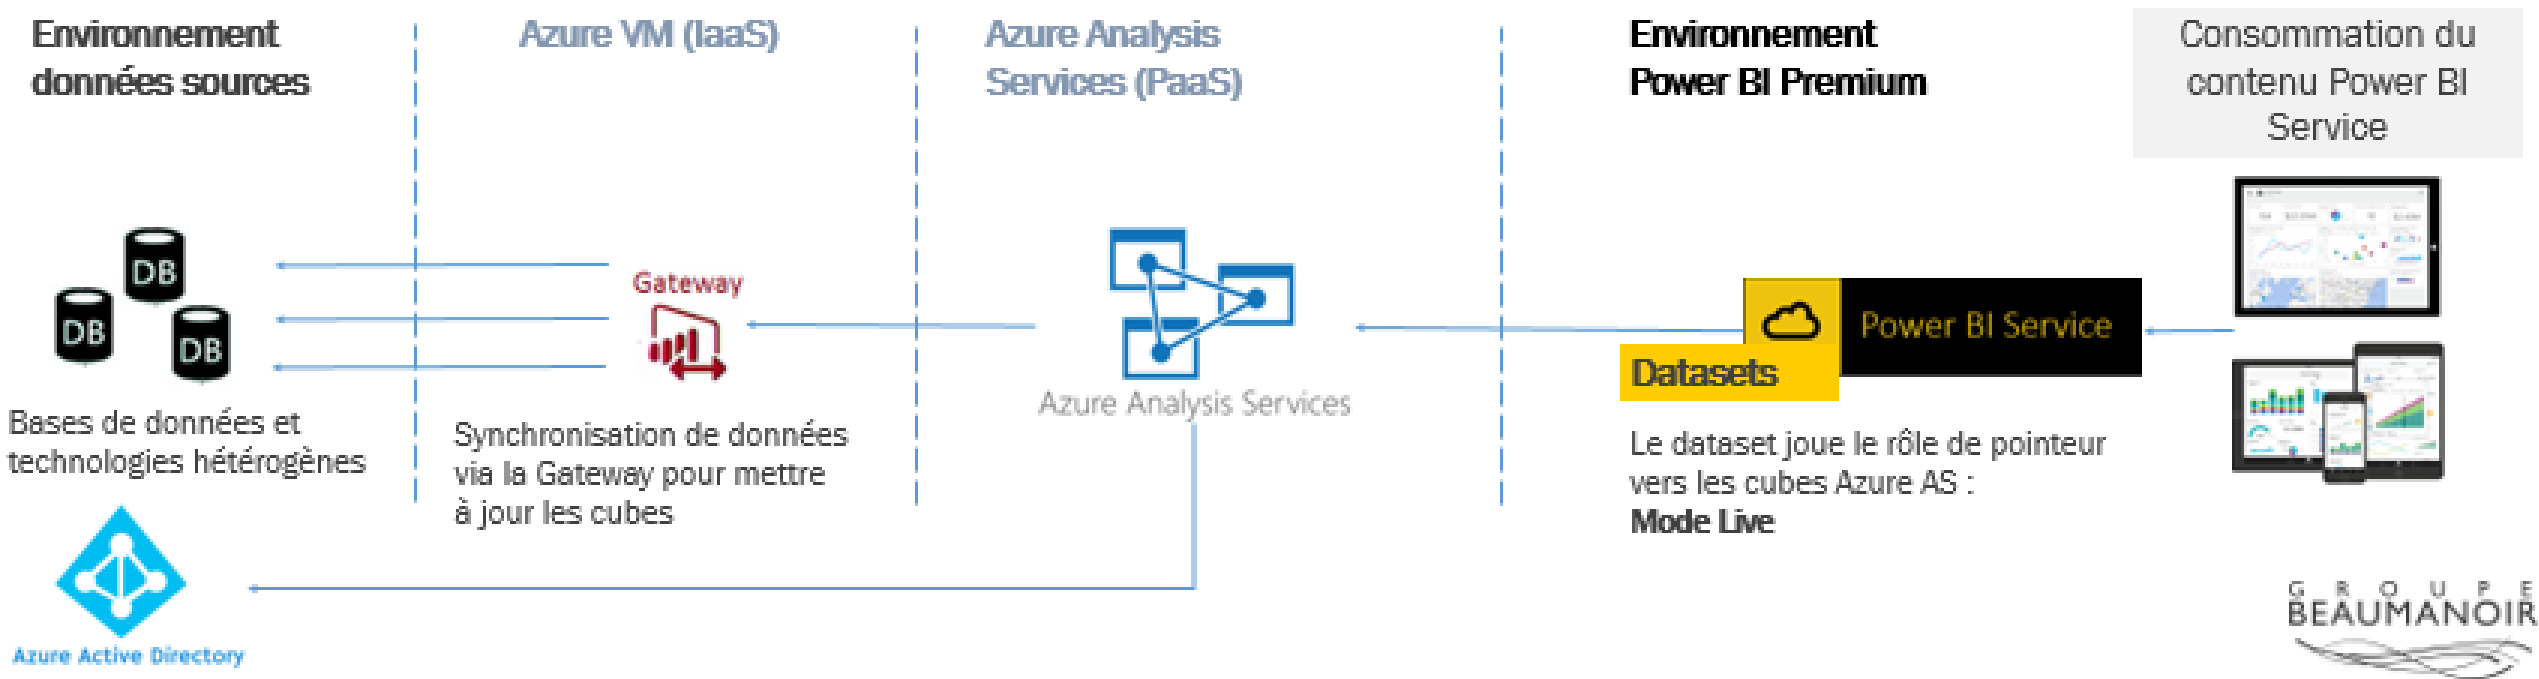 Environnement
données sources
Azure VM (IaaS)
Azure Analysis
Services (PaaS)
Environnement
Power BI Premium
Consommation du
contenu Power BI
Service
DB
DB
DB
Bases de données et
technologies hétérogènes
Azure Active Directory
Gateway
Synchronisation de données
via la Gateway pour mettre
à jour les cubes
Azure Analysis Services
Power BI Service
Datasets
Le dataset joue le rôle de pointeur
vers les cubes Azure AS :
Mode Live
GROUPE
BEAUMANOIR